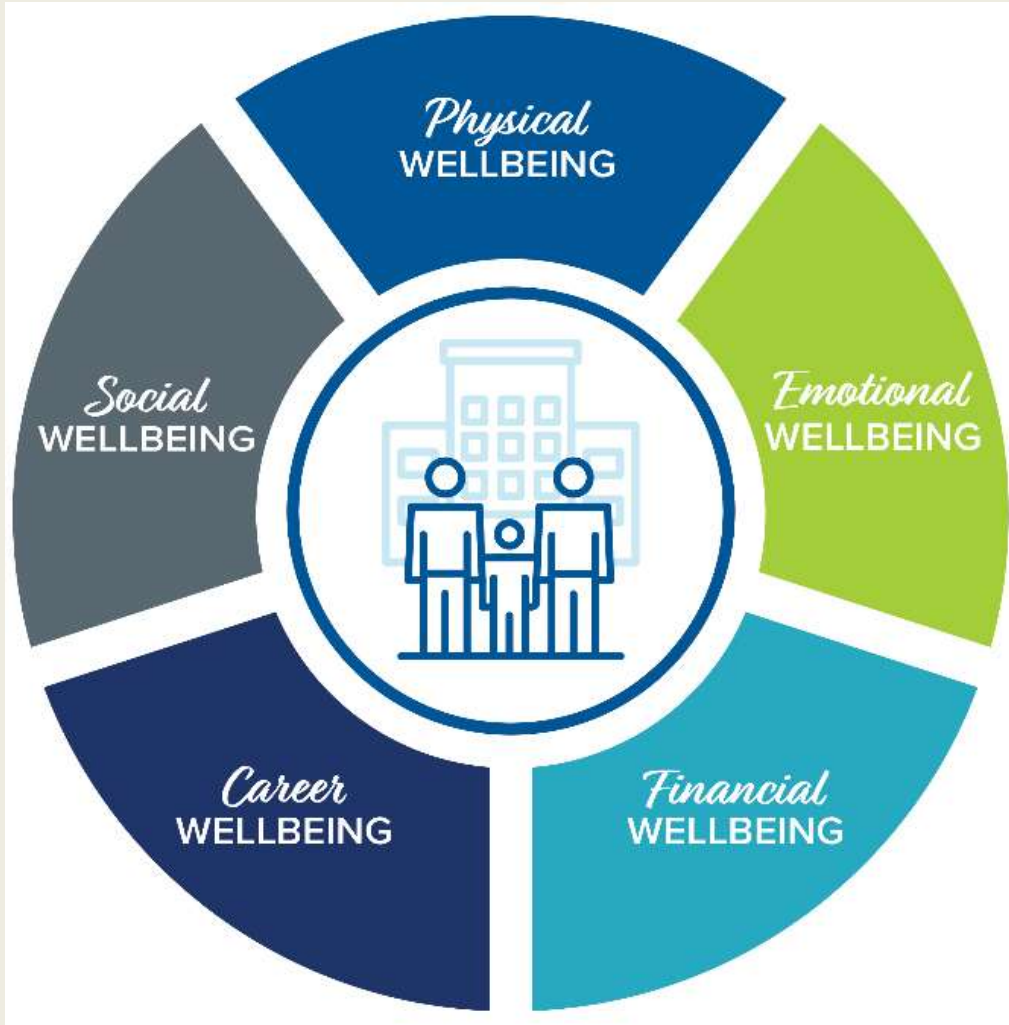 Physical
WELLBEING
Emotional
WELLBEING
Financial
WELLBEING
Career
WELLBEING
Social
WELLBEING